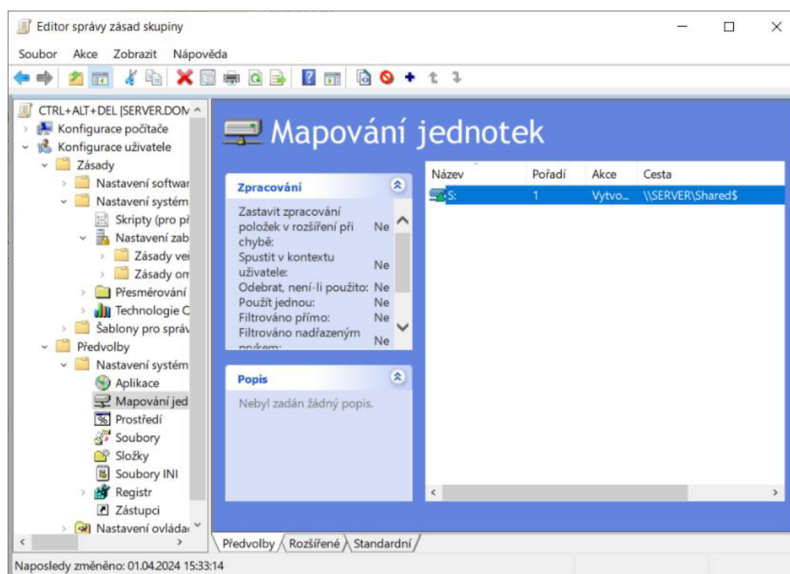 Editor správy zásad skupiny
Soubor Akce Zobrazit Nápověda
CTRL+ALT+DEL [SERVER.DOM
Konfigurace počítače
Konfigurace uživatele
Zásady
Nastavení softwar
Nastavení systém
Skripty (pro př
Nastavení zab
Zásady veř
Zásady om
Přesměrování
Technologie Q
Šablony pro správ
Předvolby
Nastavení systém
Aplikace
Mapování jed
Prostředí
Soubory
Složky
Soubory INI
Registr
Zástupci
Nastavení ovláda
Mapování jednotek
Zpracování
Zastavit zpracování
položek v rozšíření při Ne
chybě:
Spustit v kontextu
uživatele: Ne
Odebrat, není-li použito: Ne
Použít jednou: Ne
Filtrováno přímo: Ne
Filtrováno nadřazeným
prvkem: Ne
Popis
Nebyl zadán žádný popis.
Název Pořadí Akce Cesta
S: 1 Vytvo... \\SERVER\Shared$
Předvolby Rozšířené Standardní
Naposledy změněno: 01.04.2024 15:33:14